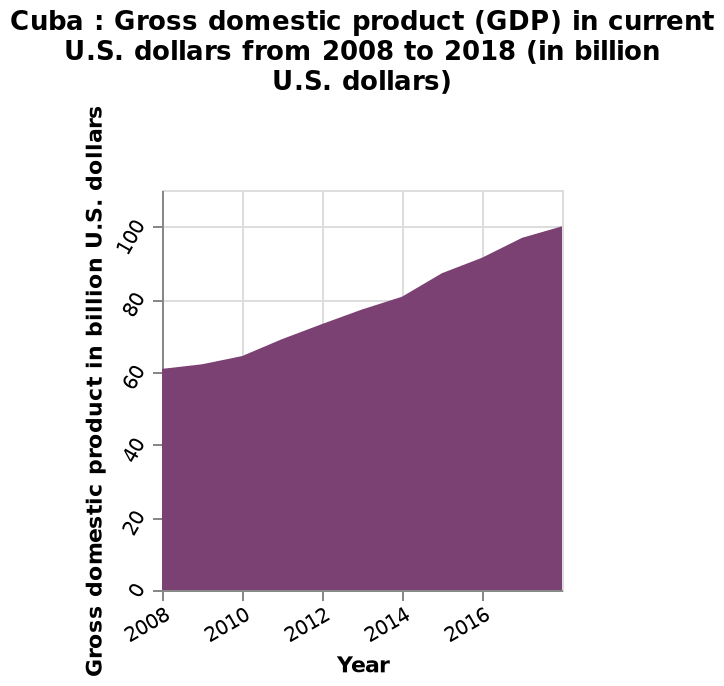 Cuba : Gross domestic product (GDP) in current
U.S. dollars from 2008 to 2018 (in billion
U.S. dollars)
Gross domestic product in billion U.S. dollars
100
80
60
40
20
0
2008
2010
2012
2014
2016
Year